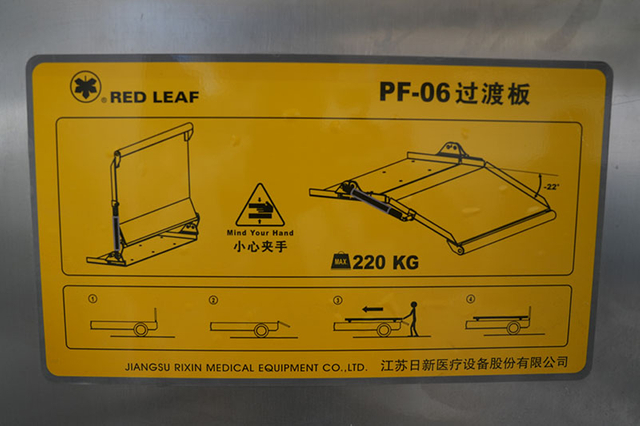 © RED LEAF
PF-06 过渡板
Mind Your Hand
小心夹手
-22°
MAX
220 KG
1
2
3
4
JIANGSU RIXIN MEDICAL EQUIPMENT CO.,LTD. 江苏日新医疗设备股份有限公司